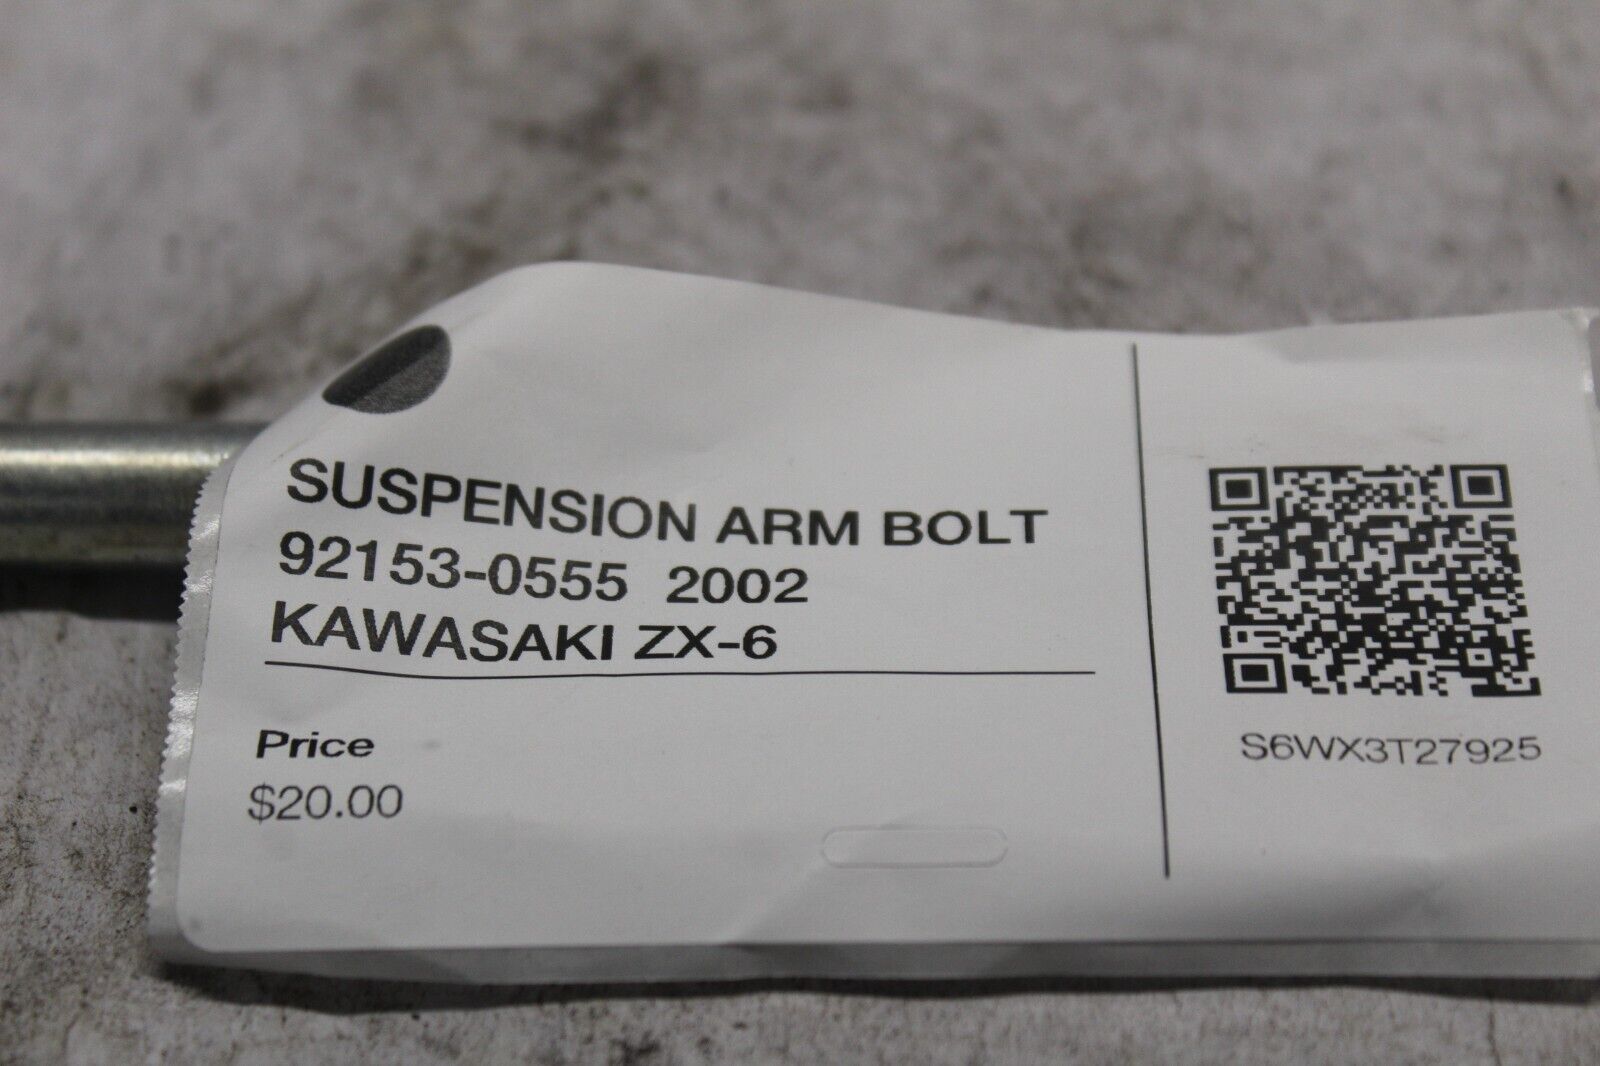 SUSPENSION ARM BOLT
92153-0555 2002
KAWASAKI ZX-6
Price
$20.00
S6WX3T27925